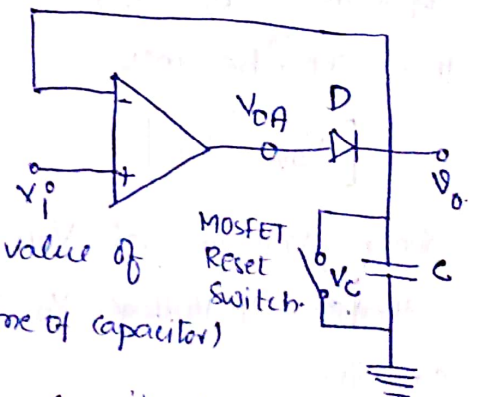 VOA
D
-
+
Vi
Vo
MOSFET
Reset
Switch.
VC
C
value of
me of capacitor)